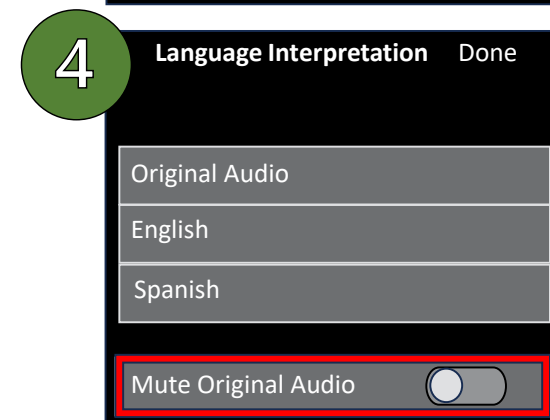 4
Language Interpretation Done
Original Audio
English
Spanish
Mute Original Audio